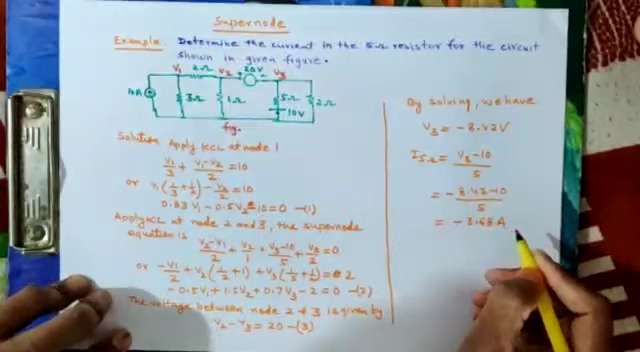 Supernode
Example. Determine the current in the 5Ω resistor for the circuit
shown in given figure.
V1 2Ω V2 + 20V - V3
10A 3Ω 1Ω 5Ω 2Ω
10V
fig.
Solution Apply KCL at node 1
V1/3 + (V1-V2)/2 = 10
or V1(1/3 + 1/2) - V2/2 = 10
0.83 V1 - 0.5V2 - 10 = 0 -(1)
Apply KCL at node 2 and 3, the supernode
equation is
(V2-V1)/2 + V2/1 + (V3-10)/5 + V3/2 = 0
or -V1/2 + V2(1/2 + 1) + V3(1/5 + 1/2) = 2
-0.5V1 + 1.5V2 + 0.7V3 - 2 = 0 -(2)
The voltage between node 2 & 3 is given by
V2 - V3 = 20 -(3)
By solving, we have
V3 = -8.42V
I5Ω = (V3-10)/5
= (-8.42-10)/5
= -3.68 A